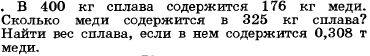 . В 400 кг сплава содержится 176 кг меди.
Сколько меди содержится в 325 кг сплава?
Найти вес сплава, если в нем содержится 0,308 т
меди.